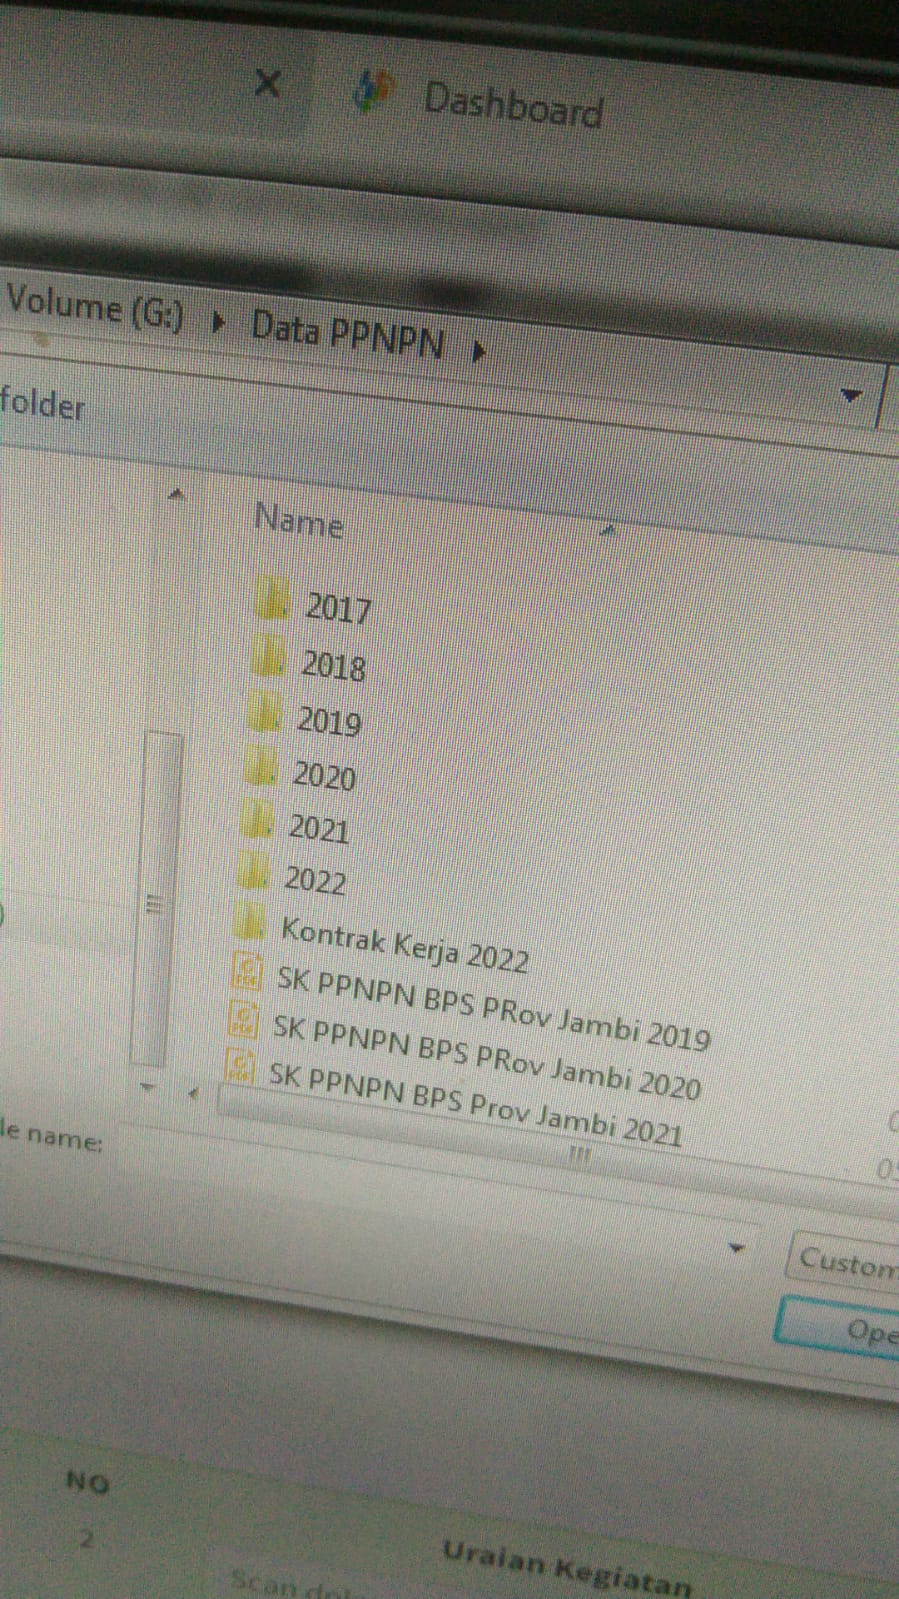 Dashboard
Volume (G:) Data PPNPN
folder
Name
2017
2018
2019
2020
2021
2022
Kontrak Kerja 2022
SK PPNPN BPS PRov Jambi 2019
SK PPNPN BPS PRov Jambi 2020
SK PPNPN BPS Prov Jambi 2021
le name:
Custom
Ope
NO
Uraian Kegiatan
2
Scan